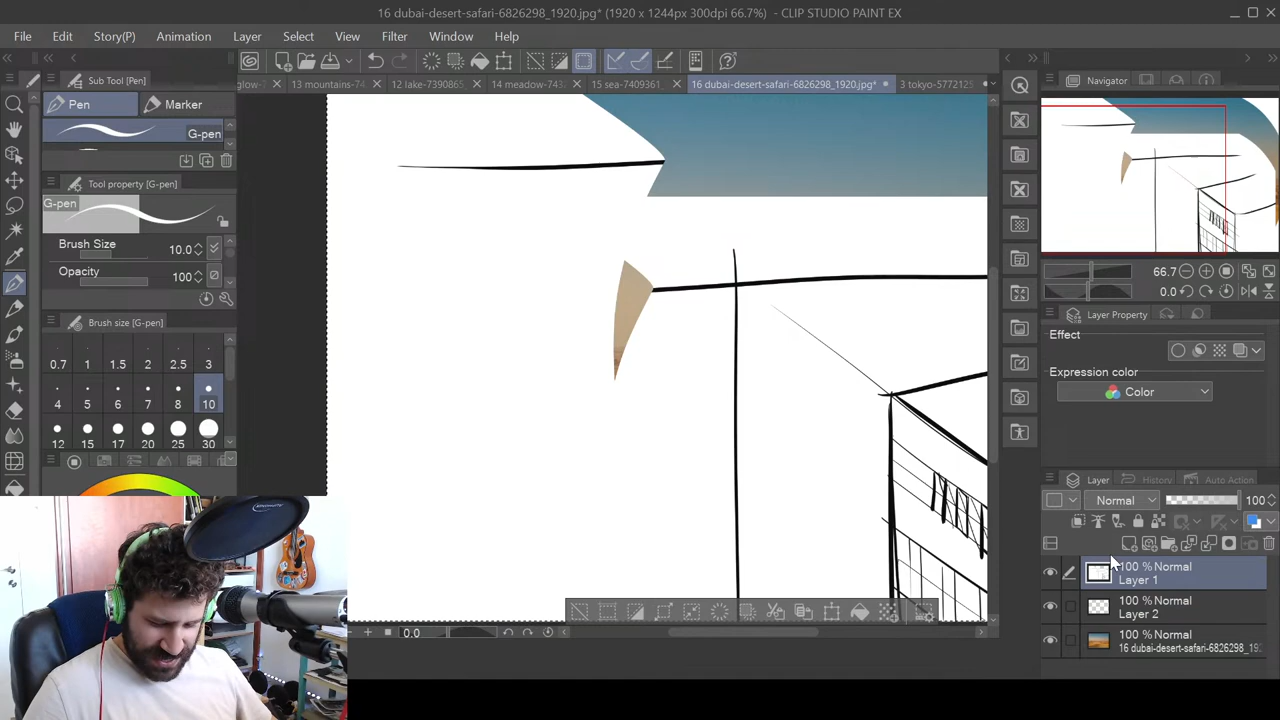 16 dubai-desert-safari-6826298_1920.jpg* (1920 x 1244px 300dpi 66.7%) - CLIP STUDIO PAINT EX
File Edit Story(P) Animation Layer Select View Filter Window Help
Sub Tool [Pen]
glow- 13 mountains-74 12 lake-7390865 14 meadow-743 15 sea-7409361 16 dubai-desert-safari-6826298_1920.jpg* 3 tokyo-5772125
Navigator
Pen Marker
G-pen
Tool property [G-pen]
G-pen
Brush Size 10.0
Opacity 100
Brush size [G-pen]
0.7 1 1.5 2 2.5 3
4 5 6 7 8 10
12 15 17 20 25 30
66.7
0.0
Layer Property
Effect
Expression color
Color
Layer History Auto Action
Normal 100
100 % Normal
Layer 1
100 % Normal
Layer 2
100 % Normal
16 dubai-desert-safari-6826298_19
0.0